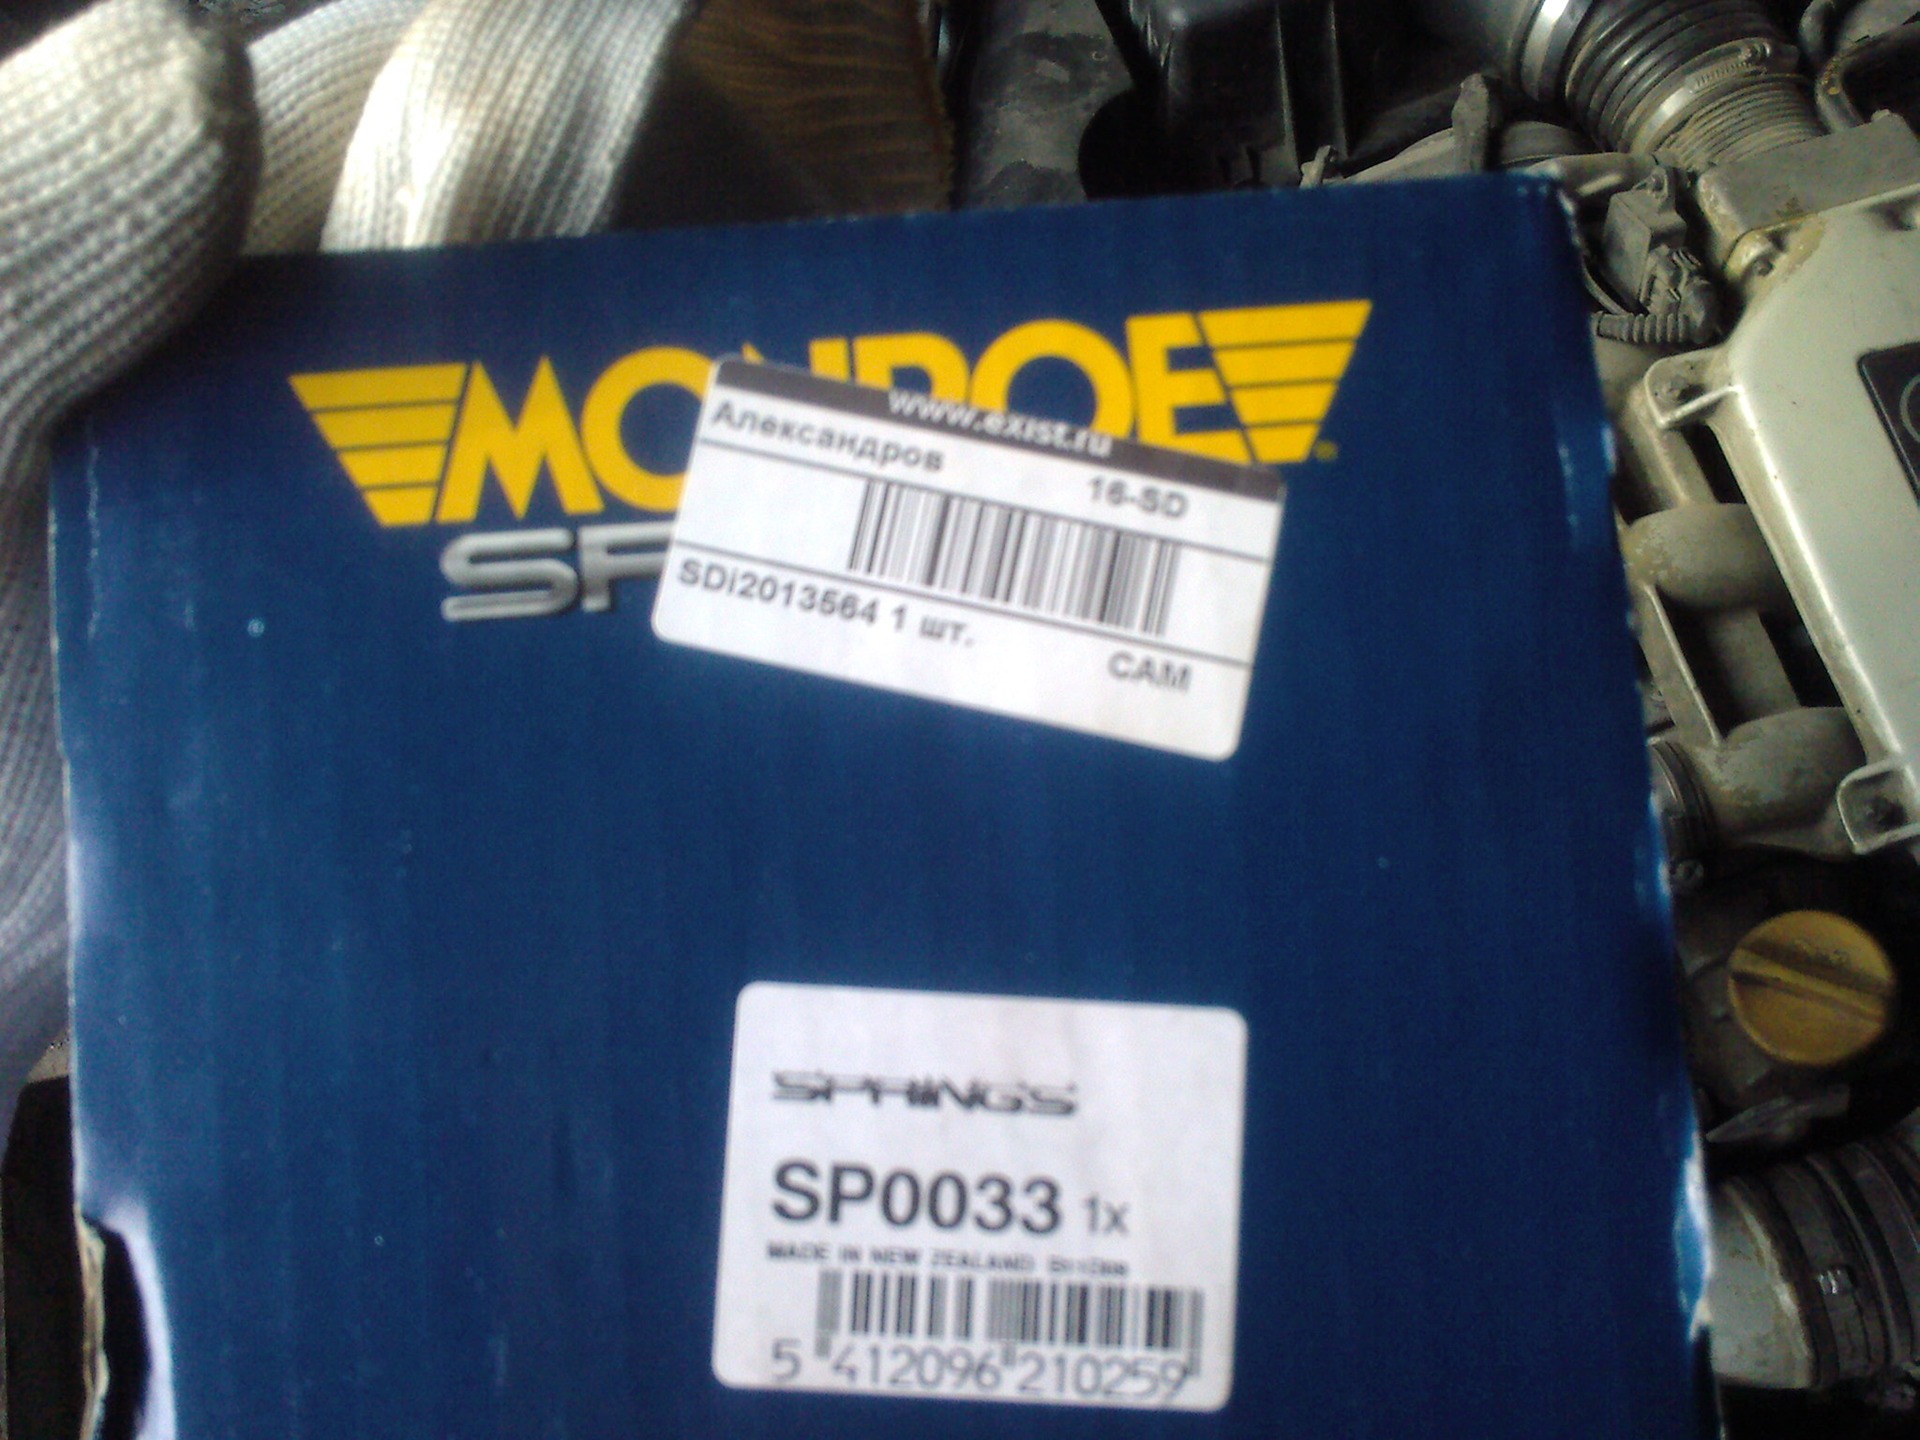 MONROE
www.exist.ru
Александров 16-SD
SDI2013564 1 шт.
САМ
SPRINGS
SP0033 1x
MADE IN NEW ZEALAND
5 412096 210259